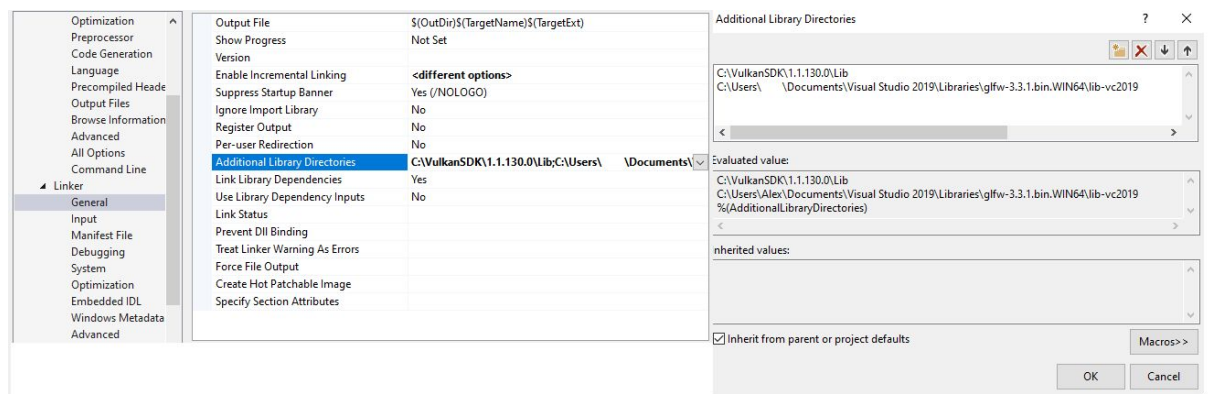 Optimization
Preprocessor
Code Generation
Language
Precompiled Heade
Output Files
Browse Information
Advanced
All Options
Command Line
Linker
General
Input
Manifest File
Debugging
System
Optimization
Embedded IDL
Windows Metadata
Advanced
Output File $(OutDir)$(TargetName)$(TargetExt)
Show Progress Not Set
Version
Enable Incremental Linking <different options>
Suppress Startup Banner Yes (/NOLOGO)
Ignore Import Library No
Register Output No
Per-user Redirection No
Additional Library Directories C:\VulkanSDK\1.1.130.0\Lib;C:\Users\ \Documents\
Link Library Dependencies Yes
Use Library Dependency Inputs No
Link Status
Prevent Dll Binding
Treat Linker Warning As Errors
Force File Output
Create Hot Patchable Image
Specify Section Attributes
Additional Library Directories ? ×
C:\VulkanSDK\1.1.130.0\Lib
C:\Users\ \Documents\Visual Studio 2019\Libraries\glfw-3.3.1.bin.WIN64\lib-vc2019
Evaluated value:
C:\VulkanSDK\1.1.130.0\Lib
C:\Users\Alex\Documents\Visual Studio 2019\Libraries\glfw-3.3.1.bin.WIN64\lib-vc2019
%(AdditionalLibraryDirectories)
nherited values:
Inherit from parent or project defaults
Macros>>
OK Cancel